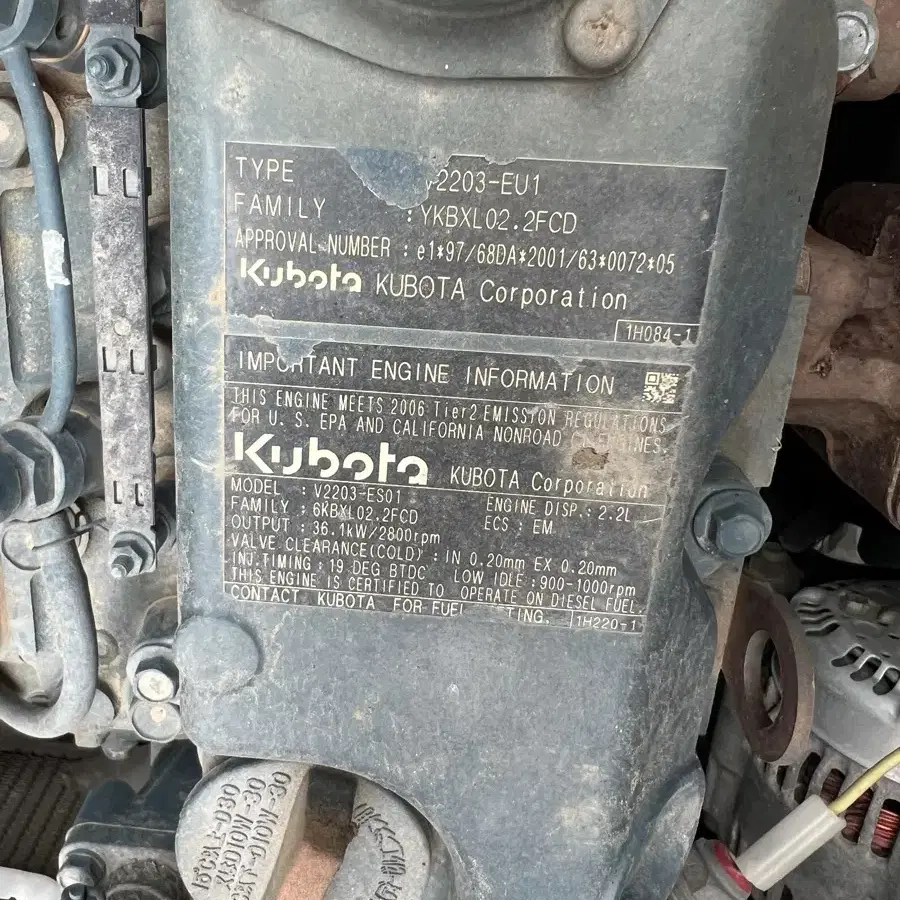 TYPE V2203-EU1
FAMILY :YKBXL02.2FCD
APPROVAL-NUMBER : e1*97/68DA*2001/63*0072*05
Kubota KUBOTA Corporation
1H084-1
IMPORTANT ENGINE INFORMATION
THIS ENGINE MEETS 2006 Tier2 EMISSION REGULATIONS
FOR U. S. EPA AND CALIFORNIA NONROAD ENGINES.
Kubota KUBOTA Corporation
MODEL : V2203-ES01 ENGINE DISP.: 2.2L
FAMILY : 6KBXL02.2FCD ECS : EM
OUTPUT : 36.1kW/2800rpm
VALVE CLEARANCE(COLD) : IN 0.20mm EX 0.20mm
INJ.TIMING : 19 DEG BTDC LOW IDLE : 900-1000rpm
THIS ENGINE IS CERTIFIED TO OPERATE ON DIESEL FUEL.
CONTACT KUBOTA FOR FUEL TING. 1H220-1